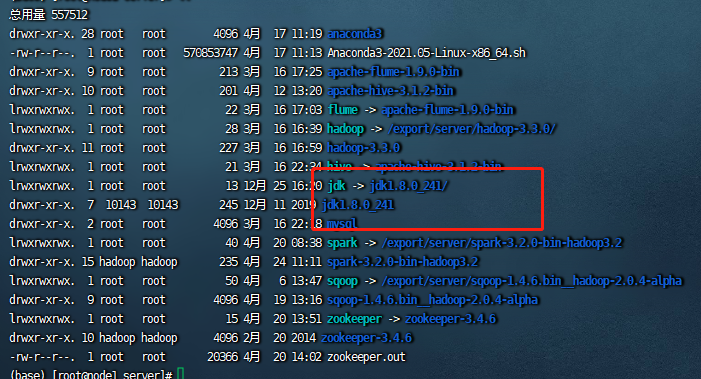 总用量 557512
drwxr-xr-x. 28 root root 4096 4月 17 11:19 anaconda3
-rw-r--r--. 1 root root 570853747 4月 17 11:13 Anaconda3-2021.05-Linux-x86_64.sh
drwxr-xr-x. 9 root root 213 3月 16 17:25 apache-flume-1.9.0-bin
drwxr-xr-x. 10 root root 201 4月 12 13:20 apache-hive-3.1.2-bin
lrwxrwxrwx. 1 root root 22 3月 16 17:03 flume -> apache-flume-1.9.0-bin
lrwxrwxrwx. 1 root root 28 3月 16 16:39 hadoop -> /export/server/hadoop-3.3.0/
drwxr-xr-x. 11 root root 227 3月 16 16:59 hadoop-3.3.0
lrwxrwxrwx. 1 root root 21 3月 16 22:34 hive -> apache-hive-3.1.2-bin
lrwxrwxrwx. 1 root root 13 12月 25 16:20 jdk -> jdk1.8.0_241/
drwxr-xr-x. 7 10143 10143 245 12月 11 2019 jdk1.8.0_241
drwxr-xr-x. 2 root root 4096 3月 16 22:18 mysql
lrwxrwxrwx. 1 root root 40 4月 20 08:38 spark -> /export/server/spark-3.2.0-bin-hadoop3.2
drwxr-xr-x. 15 hadoop hadoop 235 4月 24 11:11 spark-3.2.0-bin-hadoop3.2
lrwxrwxrwx. 1 root root 50 4月 6 13:47 sqoop -> /export/server/sqoop-1.4.6.bin__hadoop-2.0.4-alpha
drwxr-xr-x. 9 root root 4096 4月 19 13:16 sqoop-1.4.6.bin__hadoop-2.0.4-alpha
lrwxrwxrwx. 1 root root 15 4月 20 13:51 zookeeper -> zookeeper-3.4.6
drwxr-xr-x. 10 hadoop hadoop 4096 2月 20 2014 zookeeper-3.4.6
-rw-r--r--. 1 root root 20366 4月 20 14:02 zookeeper.out
(base) [root@node1 server]#